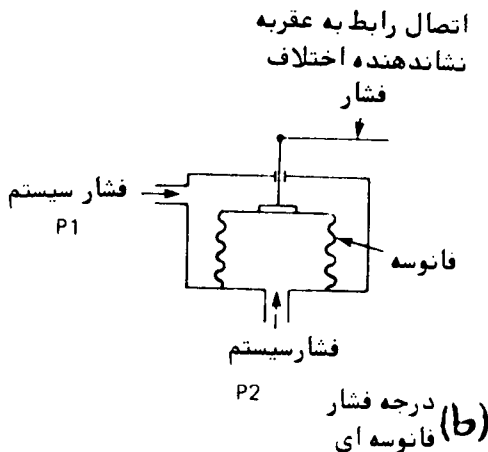 اتصال رابط به عقربه
نشاندهنده اختلاف
فشار
فشار سیستم
P1
فانوسه
فشارسیستم
P2
درجه فشار
فانوسه ای
(b)